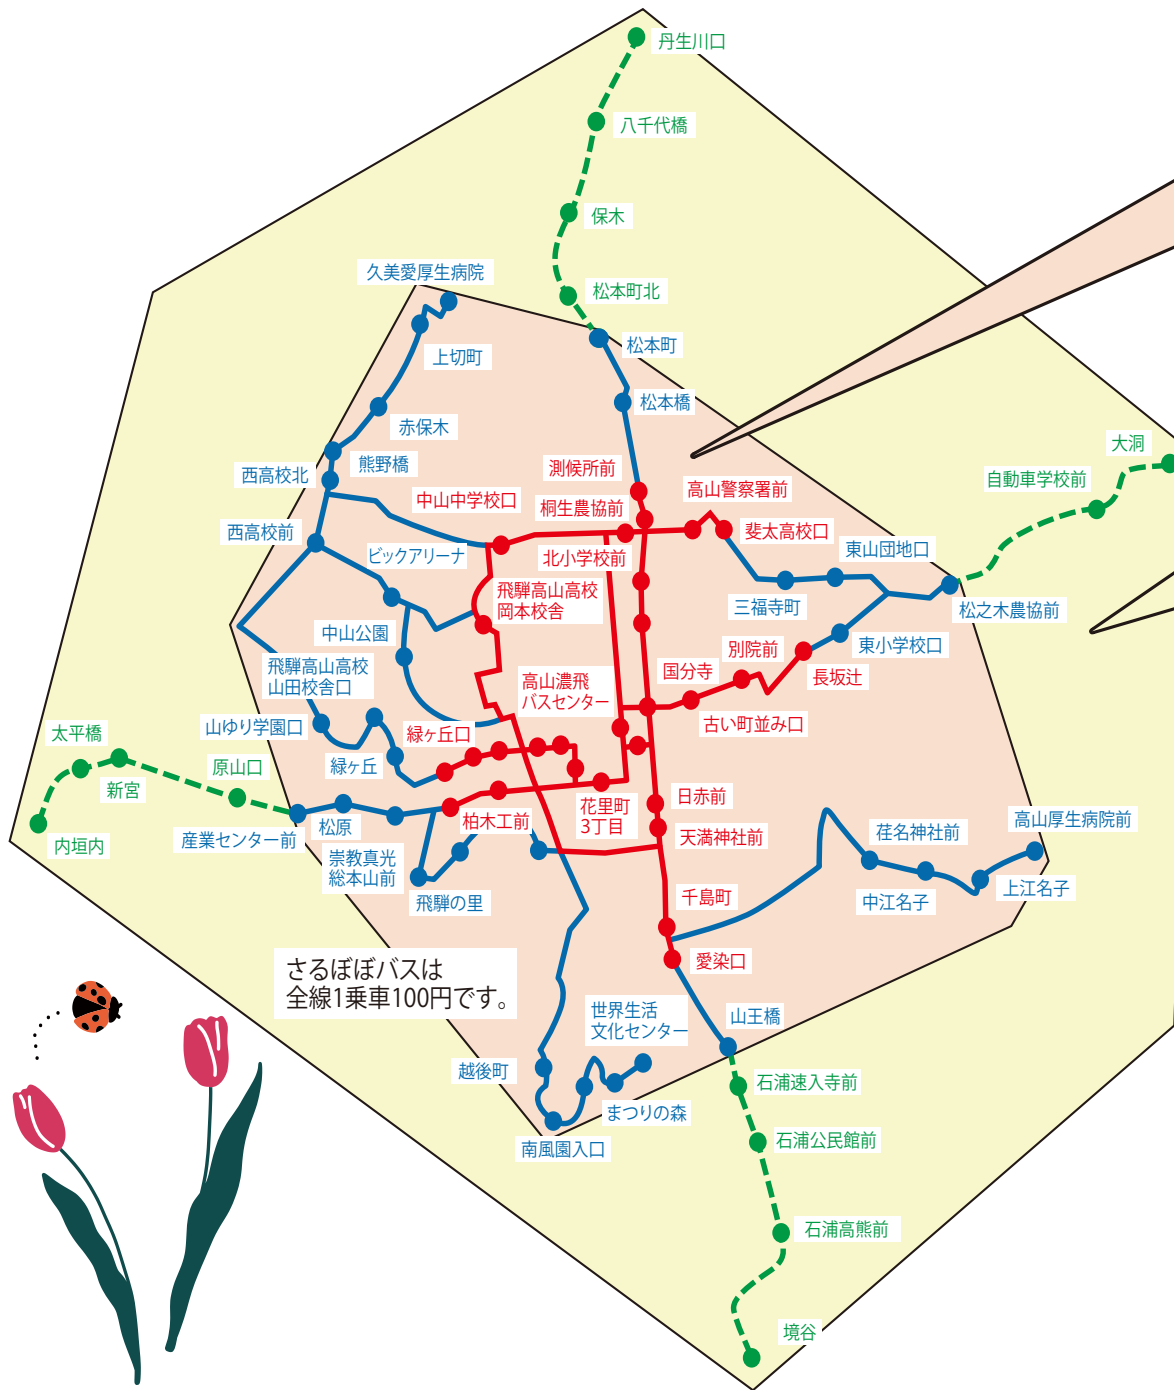 丹生川口
八千代橋
保木
久美愛厚生病院
松本町北
松本町
上切町
松本橋
赤保木
大洞
熊野橋
西高校北
測候所前
自動車学校前
高山警察署前
中山中学校口
桐生農協前
西高校前
斐太高校口
ビックアリーナ
北小学校前
東山団地口
飛騨高山高校
岡本校舎
三福寺町
松之木農協前
中山公園
東小学校口
別院前
飛騨高山高校
山田校舎口
国分寺
長坂辻
高山濃飛
バスセンター
山ゆり学園口
古い町並み口
太平橋
緑ヶ丘口
緑ヶ丘
原山口
新宮
日赤前
花里町
3丁目
松原
柏木工前
高山厚生病院前
荏名神社前
産業センター前
天満神社前
内垣内
崇教真光
総本山前
上江名子
千島町
飛騨の里
中江名子
愛染口
さるぼぼバスは
全線1乗車100円です。
世界生活
文化センター
山王橋
越後町
石浦速入寺前
まつりの森
石浦公民館前
南風園入口
石浦高熊前
境谷